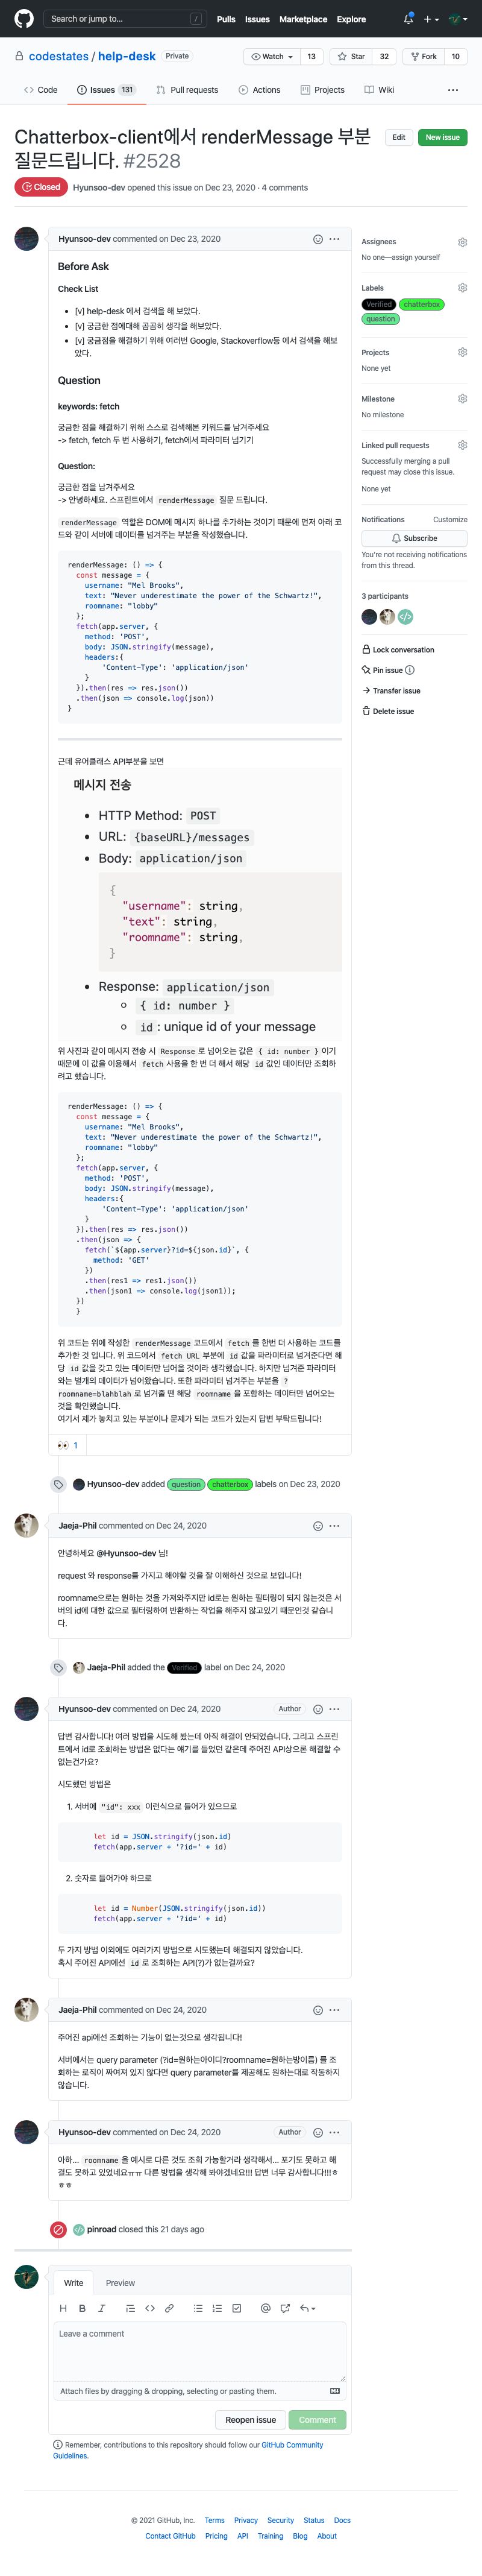 Search or jump to... /
Pulls Issues Marketplace Explore
codestates / help-desk Private
Watch 13 Star 32 Fork 10
Code Issues 131 Pull requests Actions Projects Wiki
Chatterbox-client에서 renderMessage 부분
질문드립니다. #2528
Edit New issue
Closed Hyunsoo-dev opened this issue on Dec 23, 2020 · 4 comments
Hyunsoo-dev commented on Dec 23, 2020
Before Ask
Check List
• [v] help-desk 에서 검색을 해 보았다.
• [v] 궁금한 점에대해 곰곰히 생각을 해보았다.
• [v] 궁금점을 해결하기 위해 여러번 Google, Stackoverflow등 에서 검색을 해보
았다.
Question
keywords: fetch
궁금한 점을 해결하기 위해 스스로 검색해본 키워드를 남겨주세요
-> fetch, fetch 두 번 사용하기, fetch에서 파라미터 넘기기
Question:
궁금한 점을 남겨주세요
-> 안녕하세요. 스프린트에서 renderMessage 질문 드립니다.
renderMessage 역할은 DOM에 메시지 하나를 추가하는 것이기 때문에 먼저 아래 코
드와 같이 서버에 데이터를 넘겨주는 부분을 작성했습니다.
renderMessage: () => {
const message = {
username: "Mel Brooks",
text: "Never underestimate the power of the Schwartz!",
roomname: "lobby"
};
fetch(app.server, {
method: 'POST',
body: JSON.stringify(message),
headers:{
'Content-Type': 'application/json'
}
}).then(res => res.json())
.then(json => console.log(json))
}
근데 유어클래스 API부분을 보면
메시지 전송
• HTTP Method: POST
• URL: {baseURL}/messages
• Body: application/json
{
"username": string,
"text": string,
"roomname": string,
}
• Response: application/json
○ { id: number }
○ id : unique id of your message
위 사진과 같이 메시지 전송 시 Response 로 넘어오는 값은 { id: number } 이기
때문에 이 값을 이용해서 fetch 사용을 한 번 더 해서 해당 id 값인 데이터만 조회하
려고 했습니다.
renderMessage: () => {
const message = {
username: "Mel Brooks",
text: "Never underestimate the power of the Schwartz!",
roomname: "lobby"
};
fetch(app.server, {
method: 'POST',
body: JSON.stringify(message),
headers:{
'Content-Type': 'application/json'
}
}).then(res => res.json())
.then(json => {
fetch(`${app.server}?id=${json.id}`, {
method: 'GET'
})
.then(res1 => res1.json())
.then(json1 => console.log(json1));
})
}
위 코드는 위에 작성한 renderMessage 코드에서 fetch 를 한번 더 사용하는 코드를
추가한 것 입니다. 위 코드에서 fetch URL 부분에 id 값을 파라미터로 넘겨준다면 해
당 id 값을 갖고 있는 데이터만 넘어올 것이라 생각했습니다. 하지만 넘겨준 파라미터
와는 별개의 데이터가 넘어왔습니다. 또한 파라미터 넘겨주는 부분을 ?
roomname=blahblah 로 넘겨줄 땐 해당 roomname 을 포함하는 데이터만 넘어오는
것을 확인했습니다.
여기서 제가 놓치고 있는 부분이나 문제가 되는 코드가 있는지 답변 부탁드립니다!
👀 1
Hyunsoo-dev added question chatterbox labels on Dec 23, 2020
Jaeja-Phil commented on Dec 24, 2020
안녕하세요 @Hyunsoo-dev 님!
request 와 response를 가지고 해야할 것을 잘 이해하신 것으로 보입니다!
roomname으로는 원하는 것을 가져와주지만 id로는 원하는 필터링이 되지 않는것은 서
버의 id에 대한 값으로 필터링하여 반환하는 작업을 해주지 않고있기 때문인것 같습니
다.
Jaeja-Phil added the Verified label on Dec 24, 2020
Hyunsoo-dev commented on Dec 24, 2020 Author
답변 감사합니다! 여러 방법을 시도해 봤는데 아직 해결이 안되었습니다. 그리고 스프린
트에서 id로 조회하는 방법은 없다는 얘기를 들었던 같은데 주어진 API상으론 해결할 수
없는건가요?
시도했던 방법은
1. 서버에 "id": xxx 이런식으로 들어가 있으므로
let id = JSON.stringify(json.id)
fetch(app.server + '?id=' + id)
2. 숫자로 들어가야 하므로
let id = Number(JSON.stringify(json.id))
fetch(app.server + '?id=' + id)
두 가지 방법 이외에도 여러가지 방법으로 시도했는데 해결되지 않았습니다.
혹시 주어진 API에선 id 로 조회하는 API(?)가 없는걸까요?
Jaeja-Phil commented on Dec 24, 2020
주어진 api에선 조회하는 기능이 없는것으로 생각됩니다!
서버에서는 query parameter (?id=원하는아이디?roomname=원하는방이름) 를 조
회하는 로직이 짜여져 있지 않다면 query parameter를 제공해도 원하는대로 작동하지
않습니다.
Hyunsoo-dev commented on Dec 24, 2020 Author
아하... roomname 을 예시로 다른 것도 조회 가능할거라 생각해서... 포기도 못하고 해
결도 못하고 있었네요ㅠㅠ 다른 방법을 생각해 봐야겠네요!!! 답변 너무 감사합니다!!!ㅎ
ㅎㅎ
pinroad closed this 21 days ago
Write Preview
Leave a comment
Attach files by dragging & dropping, selecting or pasting them.
Reopen issue Comment
Remember, contributions to this repository should follow our GitHub Community
Guidelines.
Assignees
No one—assign yourself
Labels
Verified chatterbox
question
Projects
None yet
Milestone
No milestone
Linked pull requests
Successfully merging a pull
request may close this issue.
None yet
Notifications Customize
Subscribe
You're not receiving notifications
from this thread.
3 participants
Lock conversation
Pin issue
Transfer issue
Delete issue
© 2021 GitHub, Inc. Terms Privacy Security Status Docs
Contact GitHub Pricing API Training Blog About